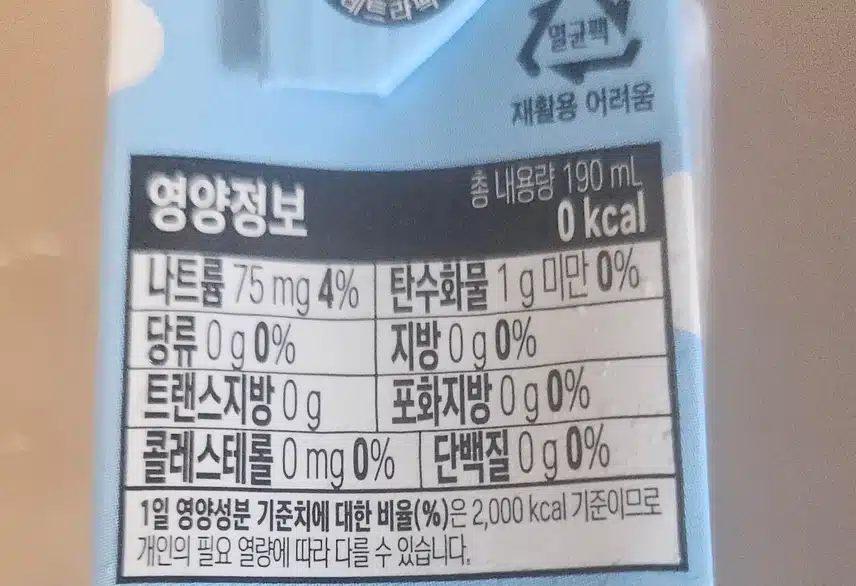 테트라팩
멸균팩
재활용 어려움
영양정보
총 내용량 190 mL
0 kcal
나트륨 75 mg 4% 탄수화물 1 g 미만 0%
당류 0 g 0% 지방 0 g 0%
트랜스지방 0 g 포화지방 0 g 0%
콜레스테롤 0 mg 0% 단백질 0 g 0%
1일 영양성분 기준치에 대한 비율(%)은 2,000 kcal 기준이므로
개인의 필요 열량에 따라 다를 수 있습니다.